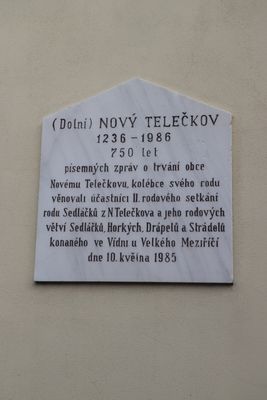 (Dolní) NOVÝ TELEČKOV
1236-1986
750 let
písemných zpráv o trvání obce
Novému Telečkovu, kolébce svého rodu
věnovali účastníci II. rodového setkání
rodu Sedláčků z N.Telečkova a jeho rodových
větví Sedláčků, Horkých, Drápelů a Strádelů
konaného ve Vídni u Velkého Meziříčí
dne 10. května 1985